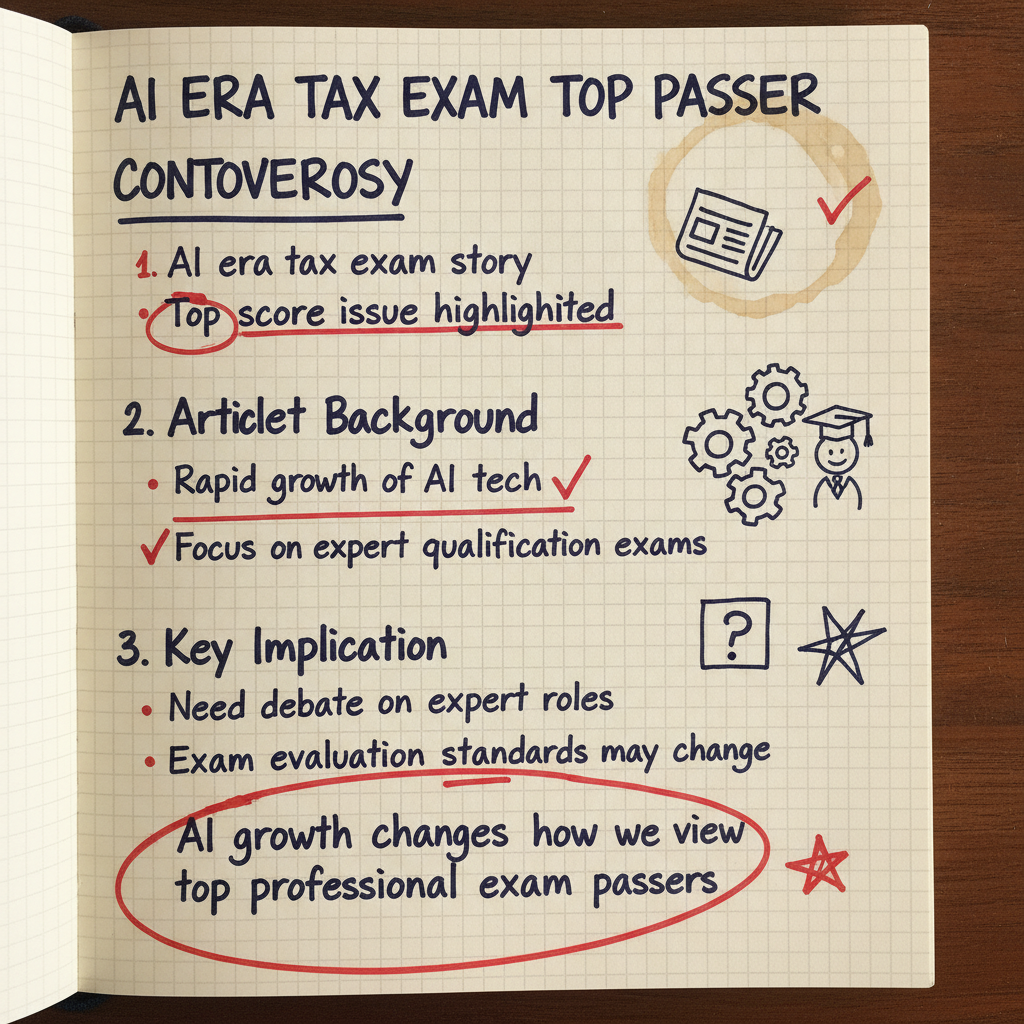 AI ERA TAX EXAM TOP PASSER
CONTOVEROSY
1. AI era tax exam story
• Top score issue highlighited
2. Articlet Background
• Rapid growth of AI tech
Focus on expert qualification exams
?
3. Key Implication
• Need debate on expert roles
• Exam evaluation standards may change
AI growth changes how we view
top professional exam passers